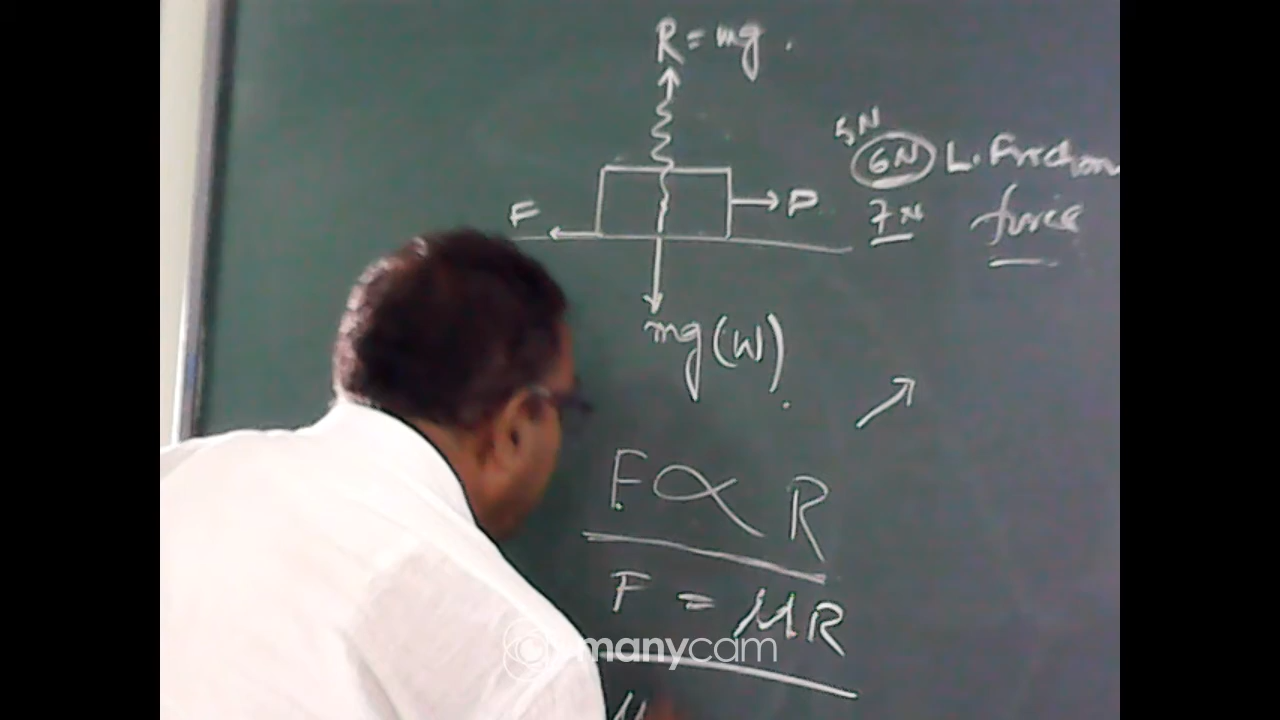 R = mg .
5N
6N L. Friction
F P 7N force
mg (W) .
F ∝ R
F = μR
manycam
μ